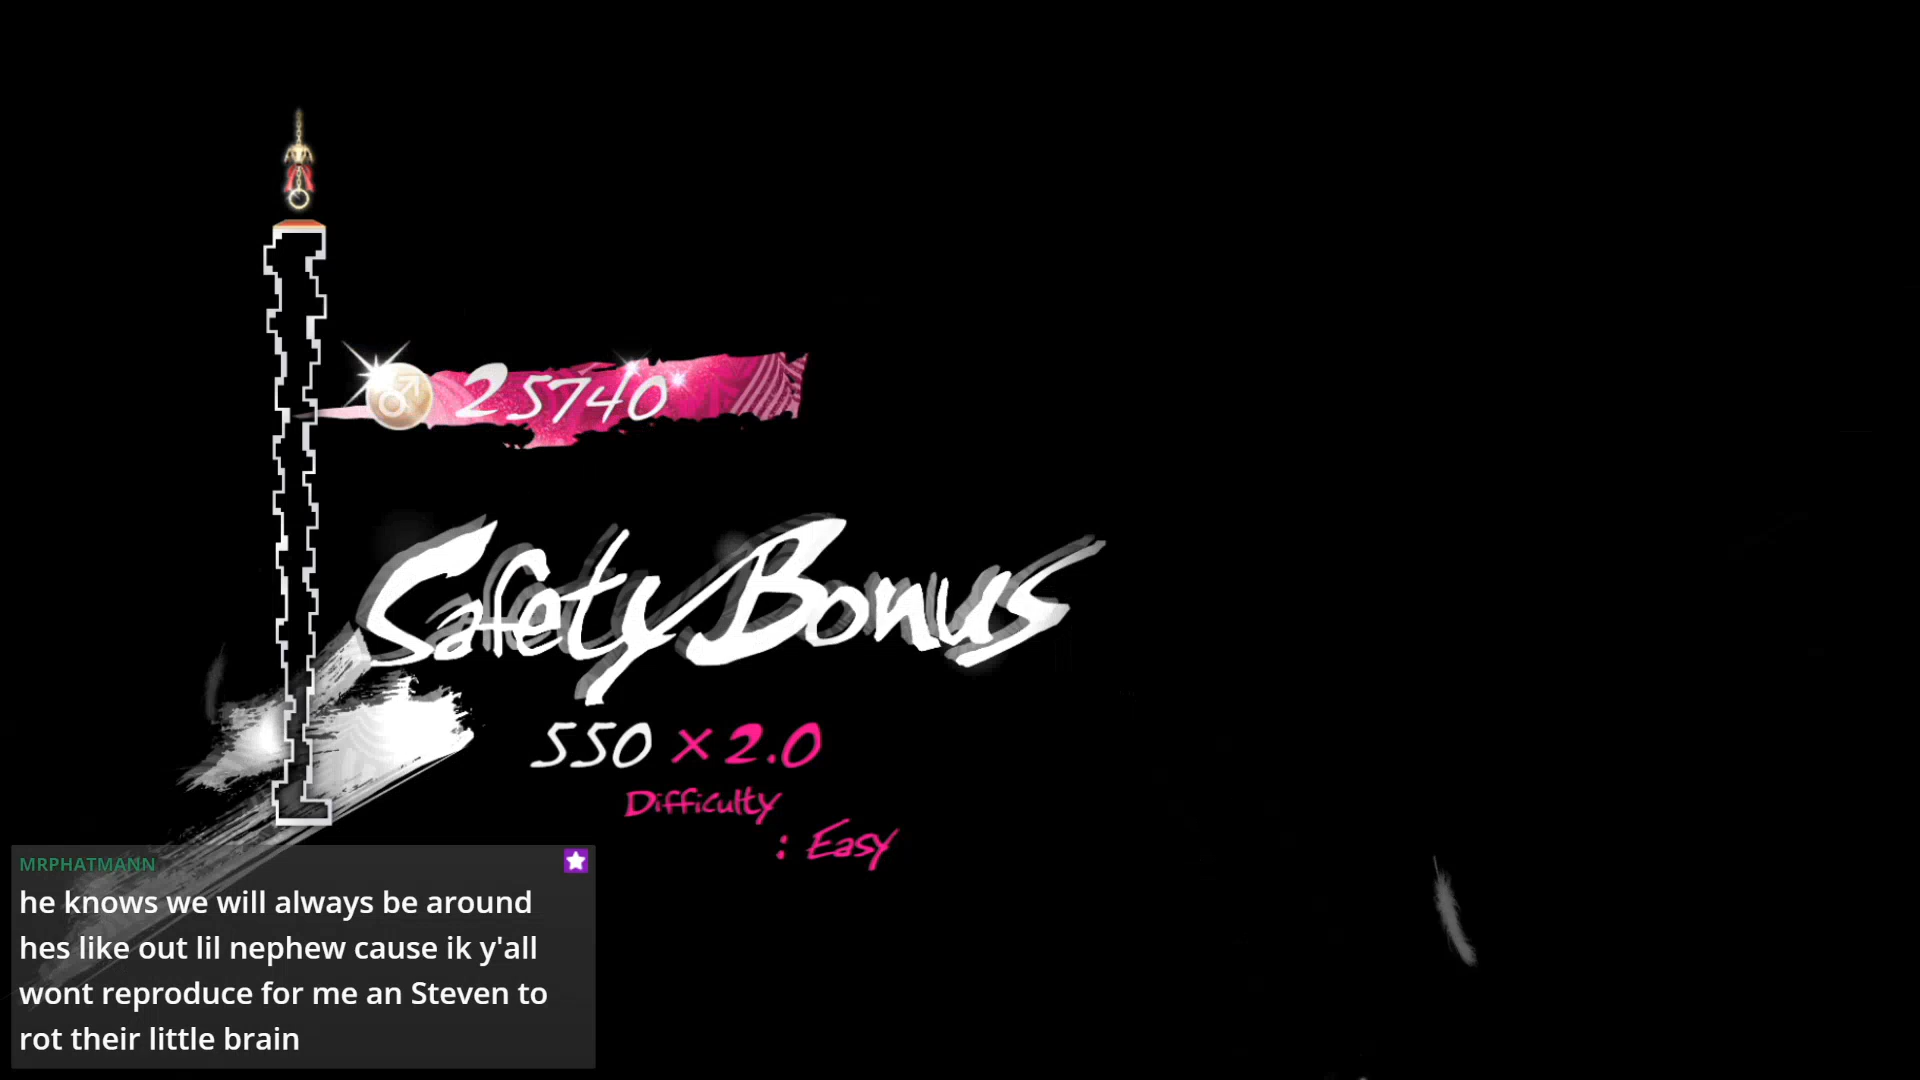 25740
Safety Bonus
550 × 2.0
Difficulty
: Easy
MRPHATMANN
he knows we will always be around
hes like out lil nephew cause ik y'all
wont reproduce for me an Steven to
rot their little brain